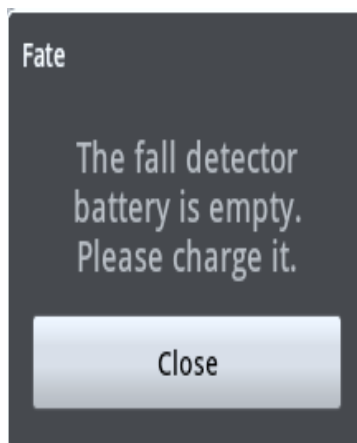 Fate
The fall detector
battery is empty.
Please charge it.
Close